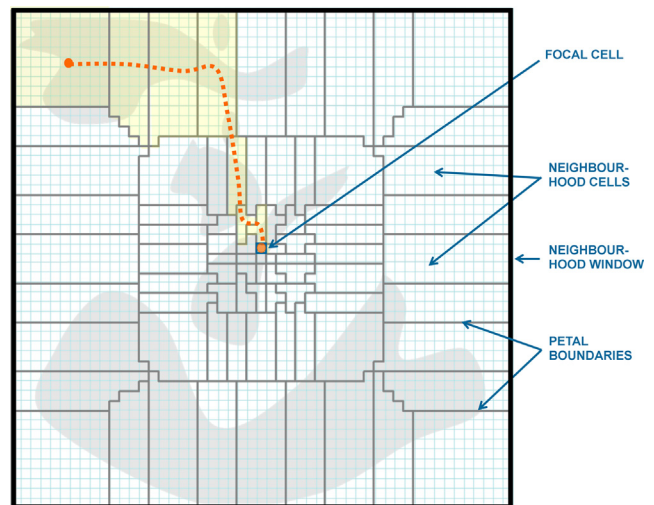 FOCAL CELL
NEIGHBOUR-
HOOD CELLS
NEIGHBOUR-
HOOD WINDOW
PETAL
BOUNDARIES